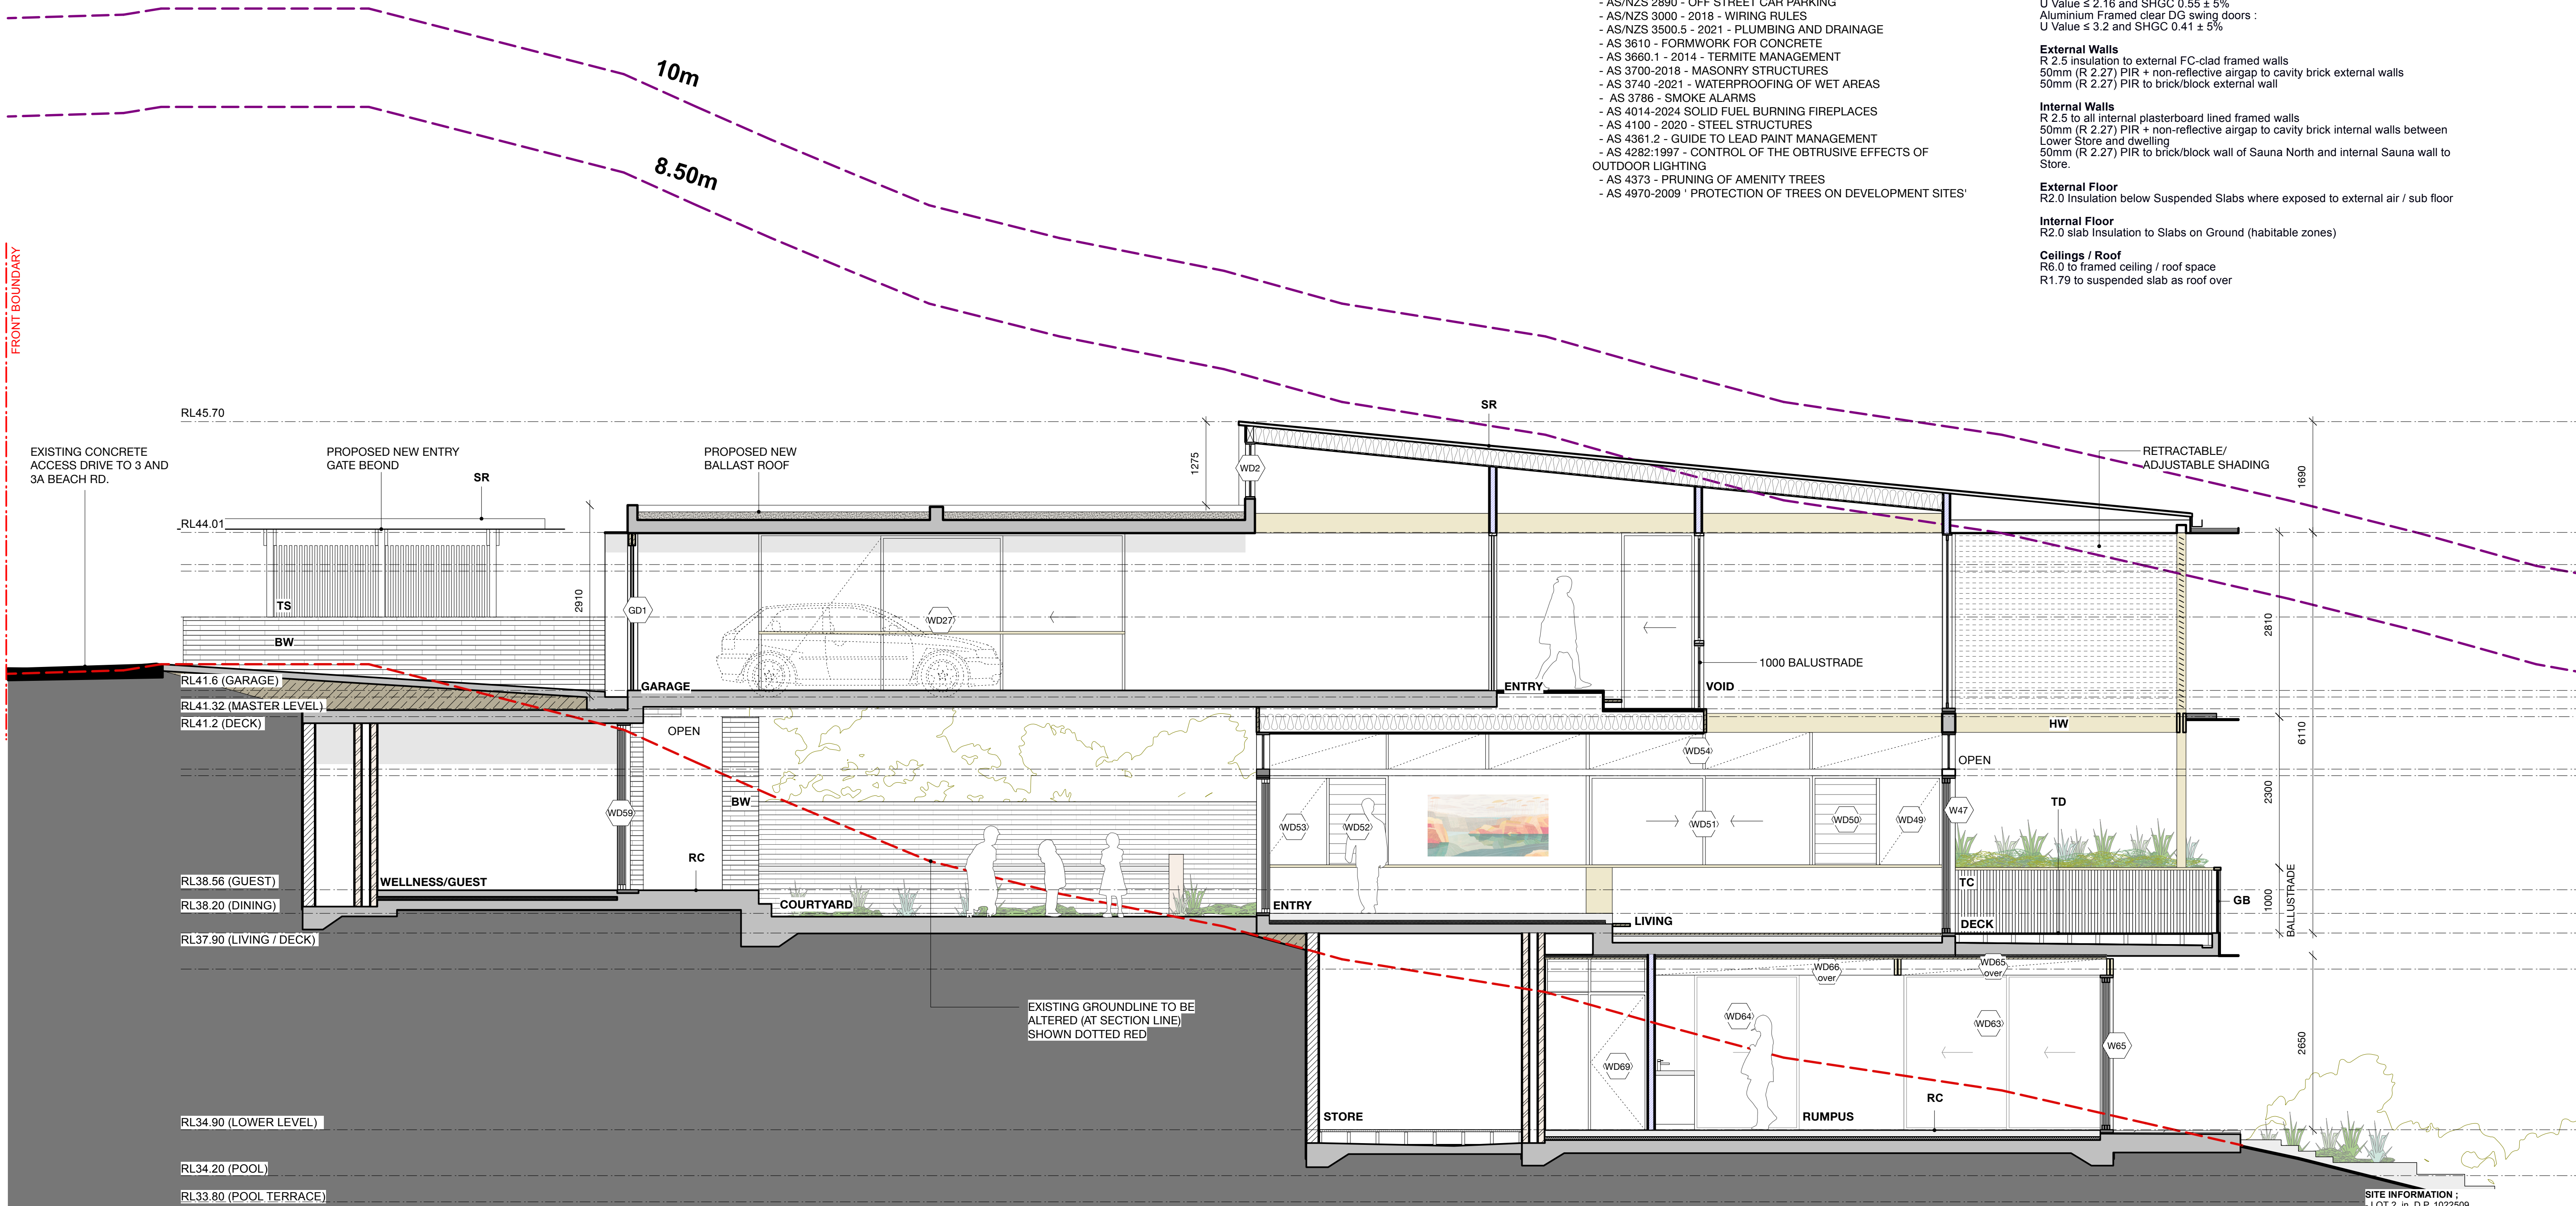 - AS/NZS 2890 - OFF STREET CAR PARKING
- AS/NZS 3000 - 2018 - WIRING RULES
- AS/NZS 3500.5 - 2021 - PLUMBING AND DRAINAGE
- AS 3610 - FORMWORK FOR CONCRETE
- AS 3660.1 - 2014 - TERMITE MANAGEMENT
- AS 3700-2018 - MASONRY STRUCTURES
- AS 3740 -2021 - WATERPROOFING OF WET AREAS
- AS 3786 - SMOKE ALARMS
- AS 4014-2024 SOLID FUEL BURNING FIREPLACES
- AS 4100 - 2020 - STEEL STRUCTURES
- AS 4361.2 - GUIDE TO LEAD PAINT MANAGEMENT
- AS 4282:1997 - CONTROL OF THE OBTRUSIVE EFFECTS OF
OUTDOOR LIGHTING
- AS 4373 - PRUNING OF AMENITY TREES
- AS 4970-2009 ' PROTECTION OF TREES ON DEVELOPMENT SITES'
U Value ≤ 2.16 and SHGC 0.55 ± 5%
Aluminium Framed clear DG swing doors :
U Value ≤ 3.2 and SHGC 0.41 ± 5%
External Walls
R 2.5 insulation to external FC-clad framed walls
50mm (R 2.27) PIR + non-reflective airgap to cavity brick external walls
50mm (R 2.27) PIR to brick/block external wall
Internal Walls
R 2.5 to all internal plasterboard lined framed walls
50mm (R 2.27) PIR + non-reflective airgap to cavity brick internal walls between
Lower Store and dwelling
50mm (R 2.27) PIR to brick/block wall of Sauna North and internal Sauna wall to
Store.
External Floor
R2.0 Insulation below Suspended Slabs where exposed to external air / sub floor
Internal Floor
R2.0 slab Insulation to Slabs on Ground (habitable zones)
Ceilings / Roof
R6.0 to framed ceiling / roof space
R1.79 to suspended slab as roof over
10m
8.50m
FRONT BOUNDARY
RL45.70
SR
EXISTING CONCRETE
ACCESS DRIVE TO 3 AND
3A BEACH RD.
PROPOSED NEW ENTRY
GATE BEOND
SR
PROPOSED NEW
BALLAST ROOF
1275
WD2
RETRACTABLE/
ADJUSTABLE SHADING
1690
RL44.01
TS
BW
2910
GD1
WD27
2810
1000 BALUSTRADE
RL41.6 (GARAGE)
GARAGE
ENTRY
VOID
RL41.32 (MASTER LEVEL)
RL41.2 (DECK)
OPEN
HW
6110
WD54
OPEN
2300
WD59
BW
WD53
WD52
WD51
WD50
WD49
W47
TD
RC
RL38.56 (GUEST)
WELLNESS/GUEST
TC
RL38.20 (DINING)
COURTYARD
ENTRY
GB
1000
BALLUSTRADE
LIVING
DECK
RL37.90 (LIVING / DECK)
WD66
over
WD65
over
EXISTING GROUNDLINE TO BE
ALTERED (AT SECTION LINE)
SHOWN DOTTED RED
WD64
WD63
W65
2650
WD69
RC
STORE
RUMPUS
RL34.90 (LOWER LEVEL)
RL34.20 (POOL)
RL33.80 (POOL TERRACE)
SITE INFORMATION ;
LOT 2, in D.P. 1022509